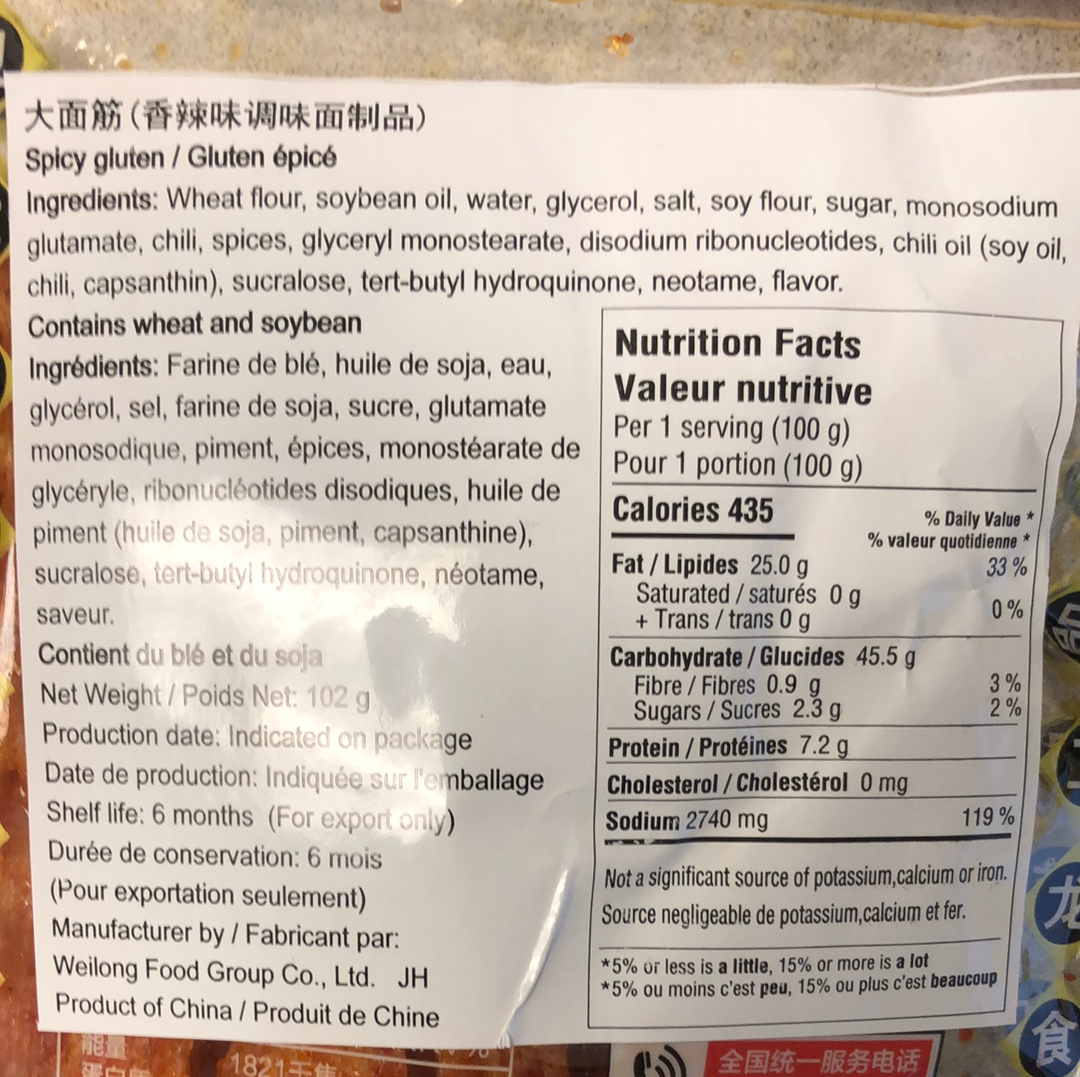 大面筋(香辣味调味面制品)
Spicy gluten / Gluten épicé
Ingredients: Wheat flour, soybean oil, water, glycerol, salt, soy flour, sugar, monosodium
glutamate, chili, spices, glyceryl monostearate, disodium ribonucleotides, chili oil (soy oil,
chili, capsanthin), sucralose, tert-butyl hydroquinone, neotame, flavor.
Contains wheat and soybean
Ingrédients: Farine de blé, huile de soja, eau,
glycérol, sel, farine de soja, sucre, glutamate
monosodique, piment, épices, monostéarate de
glycéryle, ribonucléotides disodiques, huile de
piment (huile de soja, piment, capsanthine),
sucralose, tert-butyl hydroquinone, néotame,
saveur.
Contient du blé et du soja
Net Weight / Poids Net: 102 g
Production date: Indicated on package
Date de production: Indiquée sur l'emballage
Shelf life: 6 months (For export only)
Durée de conservation: 6 mois
(Pour exportation seulement)
Manufacturer by / Fabricant par:
Weilong Food Group Co., Ltd. JH
Product of China / Produit de Chine
Nutrition Facts
Valeur nutritive
Per 1 serving (100 g)
Pour 1 portion (100 g)
Calories 435
% Daily Value *
% valeur quotidienne *
Fat / Lipides 25.0 g 33 %
Saturated / saturés 0 g
+ Trans / trans 0 g 0 %
Carbohydrate / Glucides 45.5 g
Fibre / Fibres 0.9 g 3 %
Sugars / Sucres 2.3 g 2 %
Protein / Protéines 7.2 g
Cholesterol / Cholestérol 0 mg
Sodium 2740 mg 119 %
Not a significant source of potassium,calcium or iron.
Source negligeable de potassium,calcium et fer.
*5% or less is a little, 15% or more is a lot
*5% ou moins c'est peu, 15% ou plus c'est beaucoup
品
龙
食
能量
1821千焦
全国统一服务电话